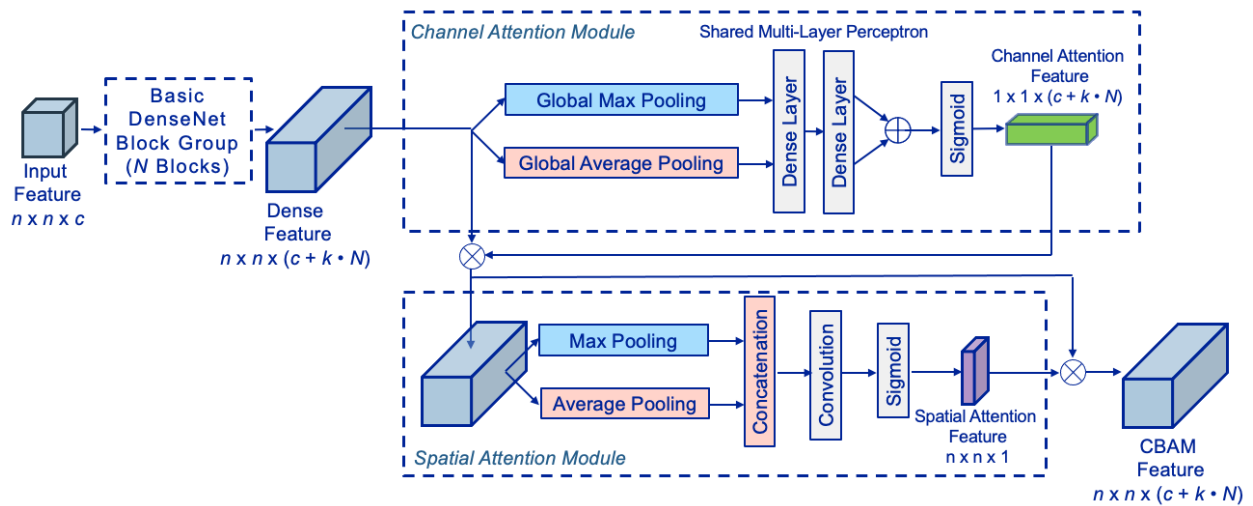 Input
Feature
n x n x c
Basic
DenseNet
Block Group
(N Blocks)
Dense
Feature
n x n x (c + k • N)
Channel Attention Module
Shared Multi-Layer Perceptron
Global Max Pooling
Global Average Pooling
Dense Layer
Dense Layer
Sigmoid
Channel Attention
Feature
1 x 1 x (c + k • N)
Max Pooling
Average Pooling
Concatenation
Convolution
Sigmoid
Spatial Attention
Feature
n x n x 1
Spatial Attention Module
CBAM
Feature
n x n x (c + k • N)